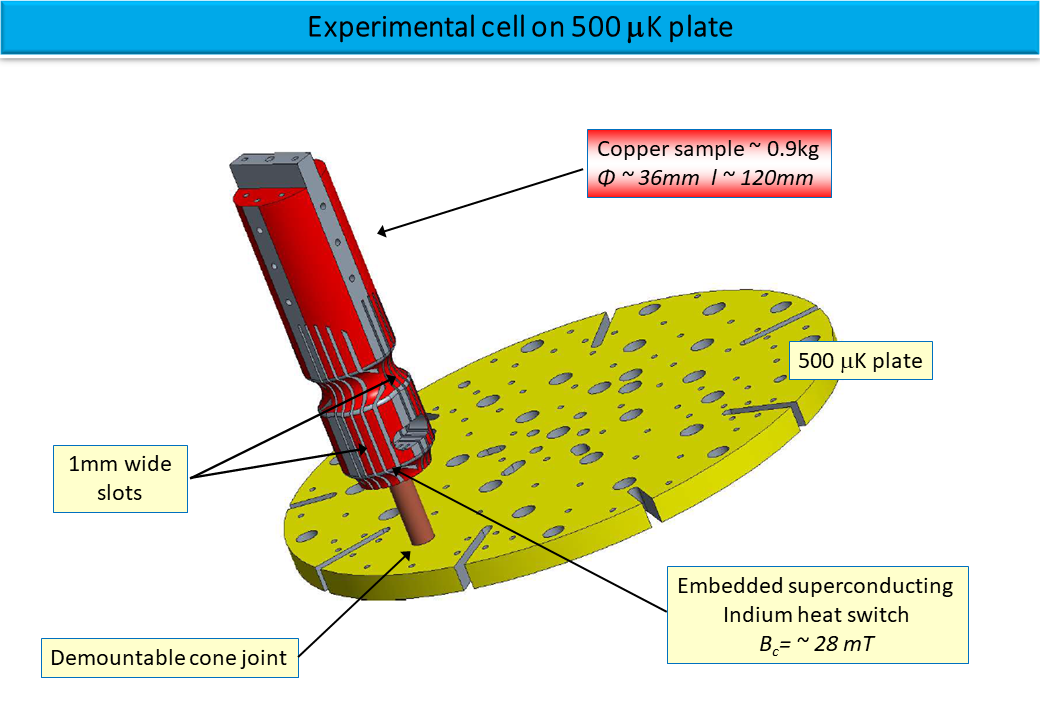 Experimental cell on 500 μK plate
Copper sample ~ 0.9kg
Φ ~ 36mm l ~ 120mm
500 μK plate
1mm wide
slots
Embedded superconducting
Indium heat switch
Bc= ~ 28 mT
Demountable cone joint